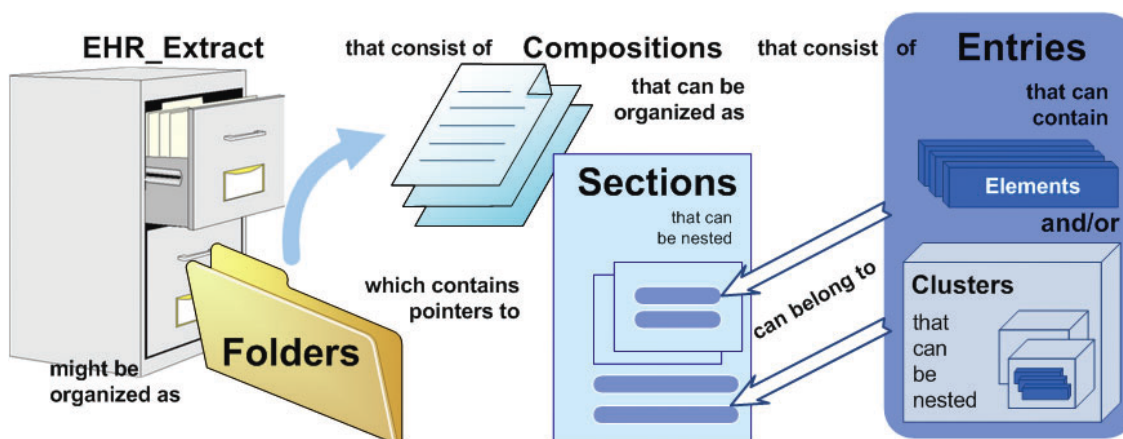 EHR_Extract
that consist of
Compositions
that consist of
Entries
that can be
organized as
that can
contain
Sections
Elements
that can
be nested
and/or
which contains
pointers to
can belong to
Clusters
that
can
be
nested
Folders
might be
organized as